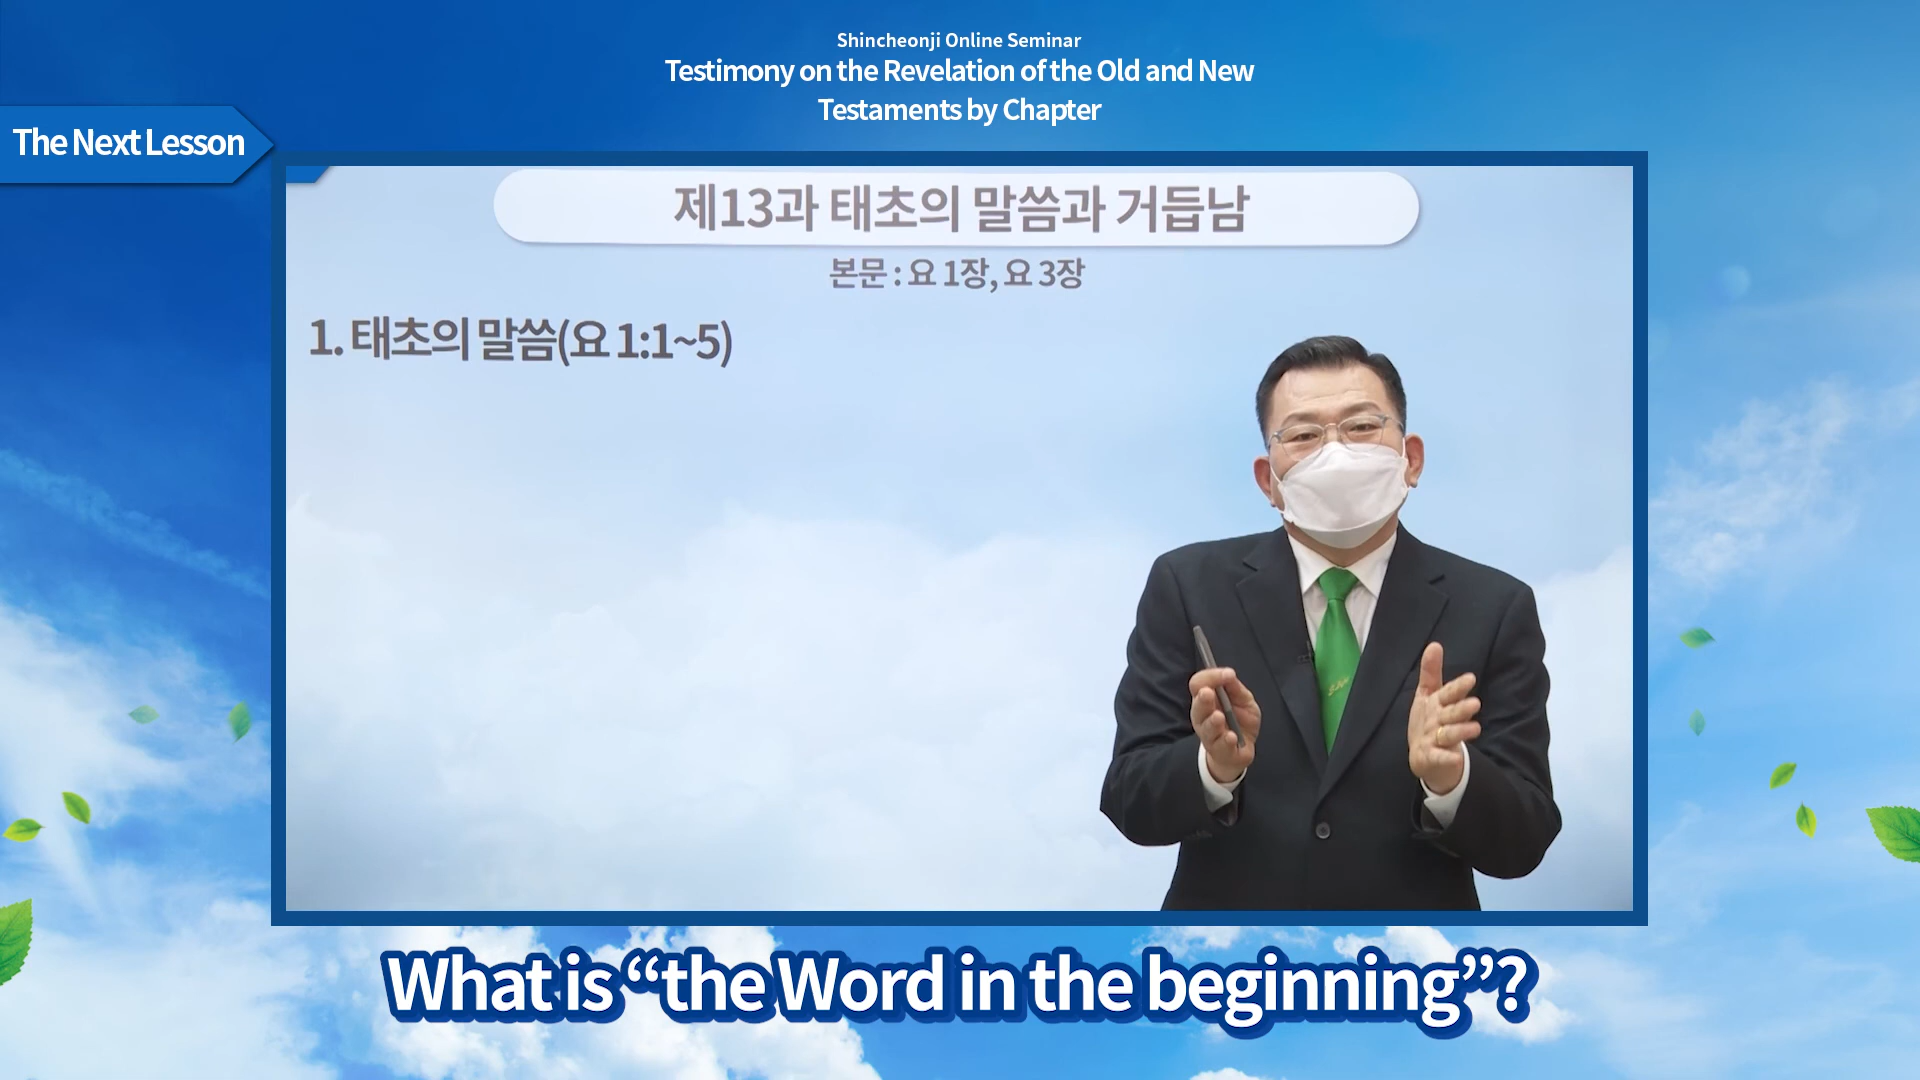 Shincheonji Online Seminar
Testimony on the Revelation of the Old and New
Testaments by Chapter
The Next Lesson
제13과 태초의 말씀과 거듭남
본문 : 요 1장, 요 3장
1. 태초의 말씀(요 1:1~5)
What is “the Word in the beginning”?